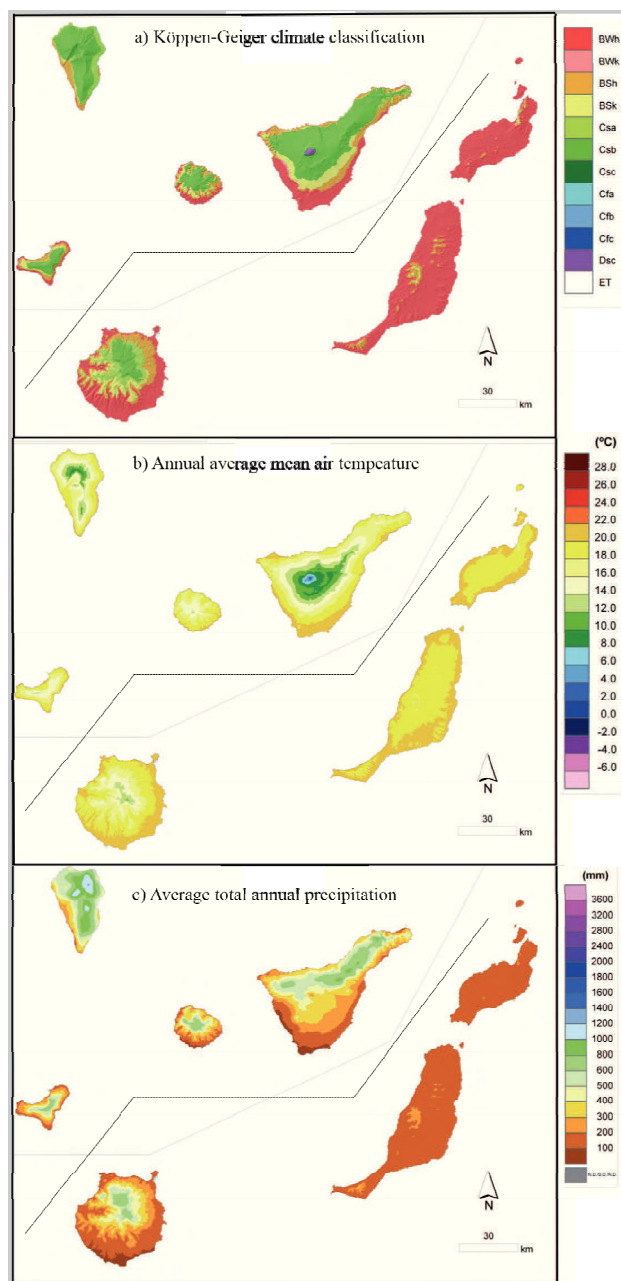 a) Köppen-Geiger climate classification
BWh
BWk
BSh
BSk
Csa
Csb
Csc
Cfa
Cfb
Cfc
Dsc
ET
N
30
km
(ºC)
b) Annual average mean air tempeature
28.0
26.0
24.0
22.0
20.0
18.0
16.0
14.0
12.0
10.0
8.0
6.0
4.0
2.0
0.0
-2.0
-4.0
-6.0
N
30
km
(mm)
c) Average total annual precipitation
3600
3200
2800
2400
2000
1800
1600
1400
1200
1000
800
600
500
400
300
200
100
N
30
km